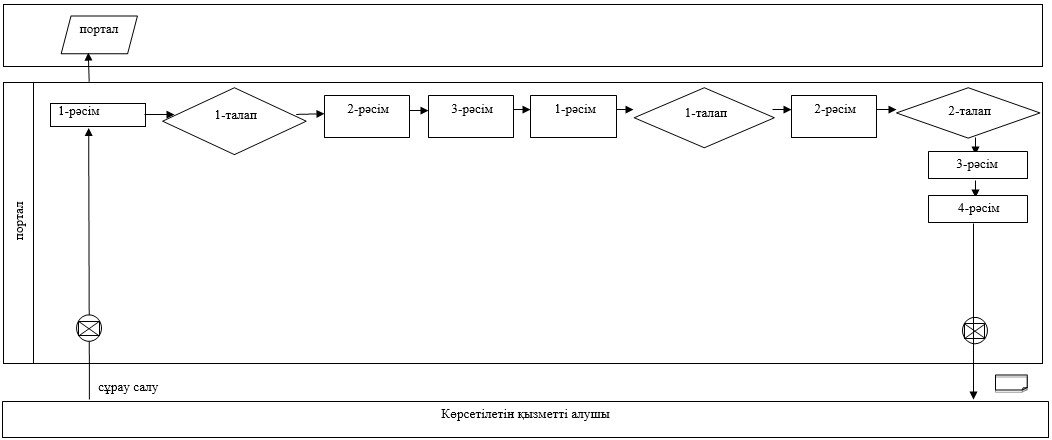 портал
1-рәсім
1-талап
2-рәсім
3-рәсім
1-рәсім
1-талап
2-рәсім
2-талап
3-рәсім
4-рәсім
портал
сұрау салу
Көрсетілетін қызметті алушы